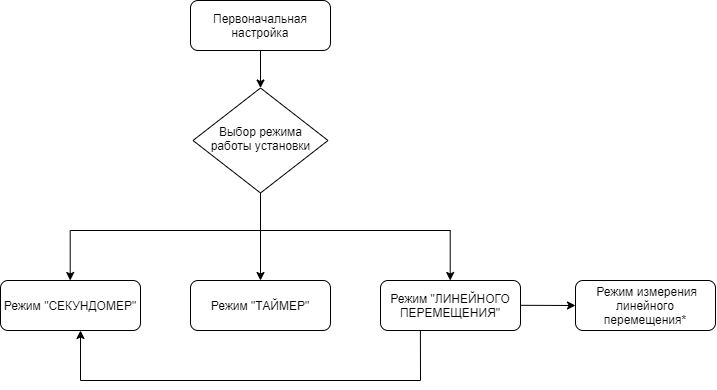 Первоначальная
настройка
Выбор режима
работы установки
Режим "СЕКУНДОМЕР"
Режим "ТАЙМЕР"
Режим "ЛИНЕЙНОГО
ПЕРЕМЕЩЕНИЯ"
Режим измерения
линейного
перемещения*